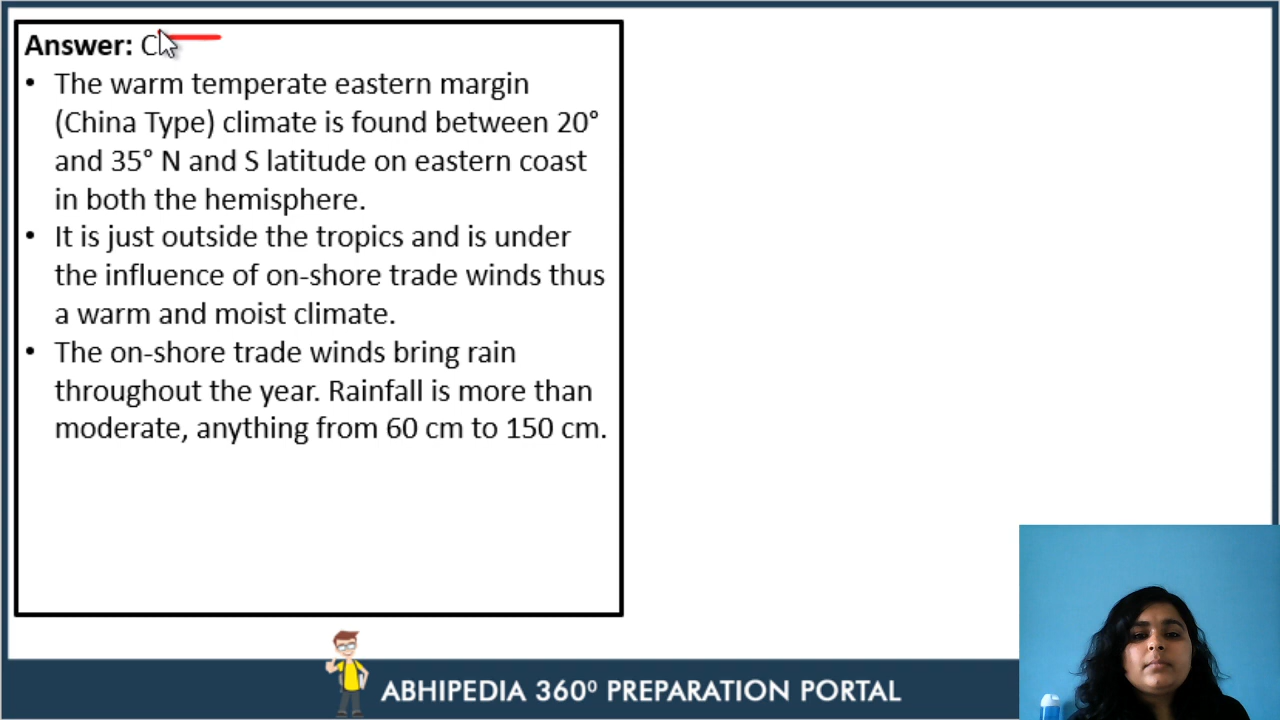 Answer: C
• The warm temperate eastern margin
(China Type) climate is found between 20°
and 35° N and S latitude on eastern coast
in both the hemisphere.
• It is just outside the tropics and is under
the influence of on-shore trade winds thus
a warm and moist climate.
• The on-shore trade winds bring rain
throughout the year. Rainfall is more than
moderate, anything from 60 cm to 150 cm.
ABHIPEDIA 360⁰ PREPARATION PORTAL